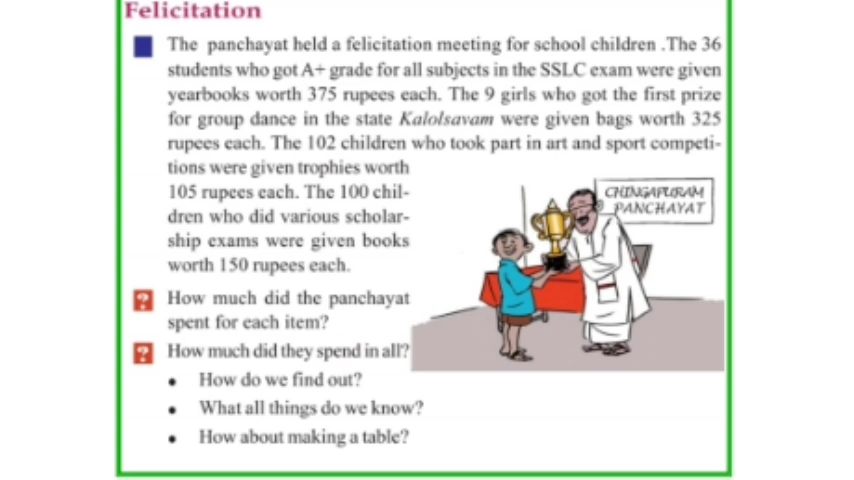 Felicitation
The panchayat held a felicitation meeting for school children .The 36
students who got A+ grade for all subjects in the SSLC exam were given
yearbooks worth 375 rupees each. The 9 girls who got the first prize
for group dance in the state Kalolsavam were given bags worth 325
rupees each. The 102 children who took part in art and sport competi-
tions were given trophies worth
105 rupees each. The 100 chil-
dren who did various scholar-
ship exams were given books
worth 150 rupees each.
CHINGAPURAM
PANCHAYAT
? How much did the panchayat
spent for each item?
? How much did they spend in all?
• How do we find out?
• What all things do we know?
• How about making a table?